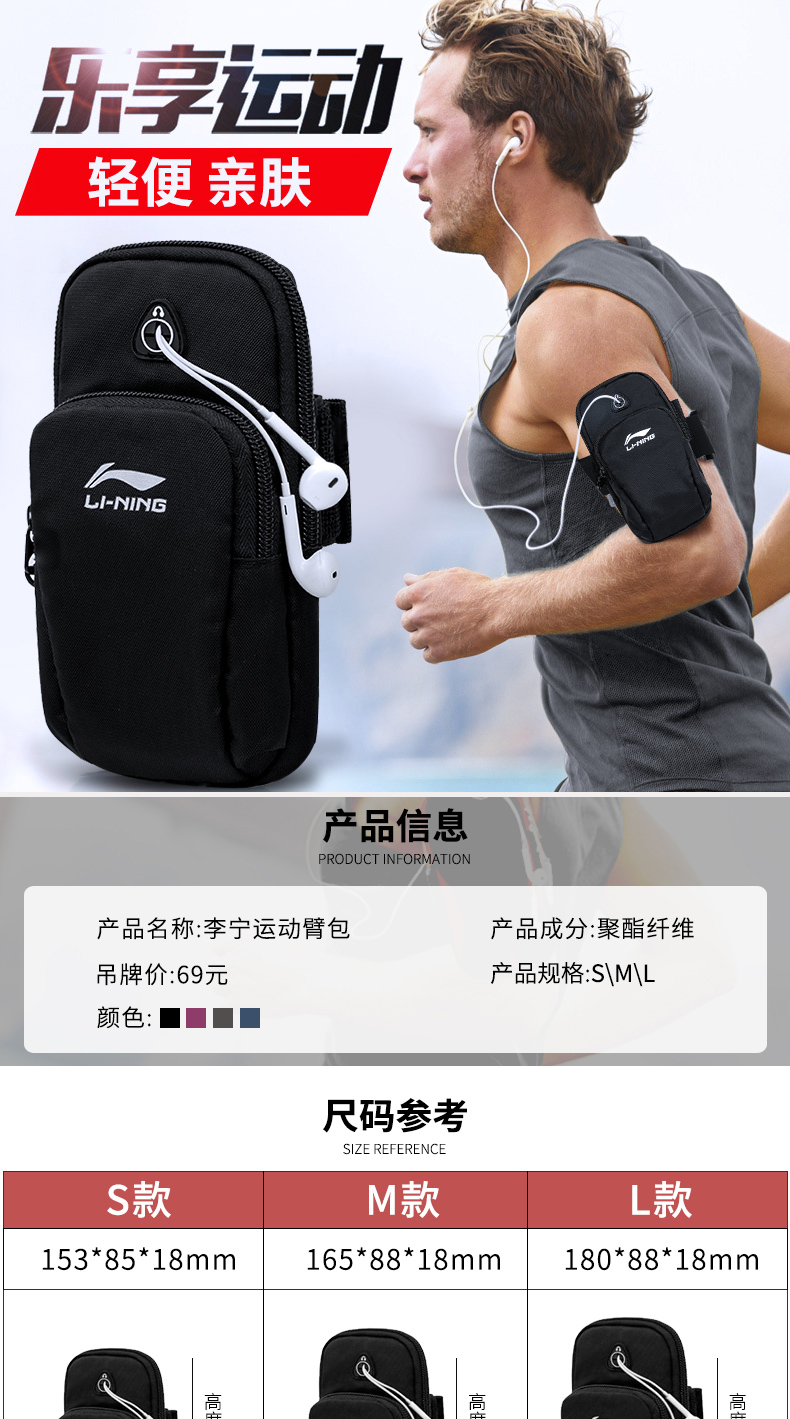 乐享运动
轻便 亲肤
LI-NING
LI-NING
产品信息
PRODUCT INFORMATION
产品名称:李宁运动臂包
产品成分:聚酯纤维
吊牌价:69元
产品规格:S\M\L
颜色:
尺码参考
SIZE REFERENCE
S款
M款
L款
153*85*18mm
165*88*18mm
180*88*18mm
高
高
高